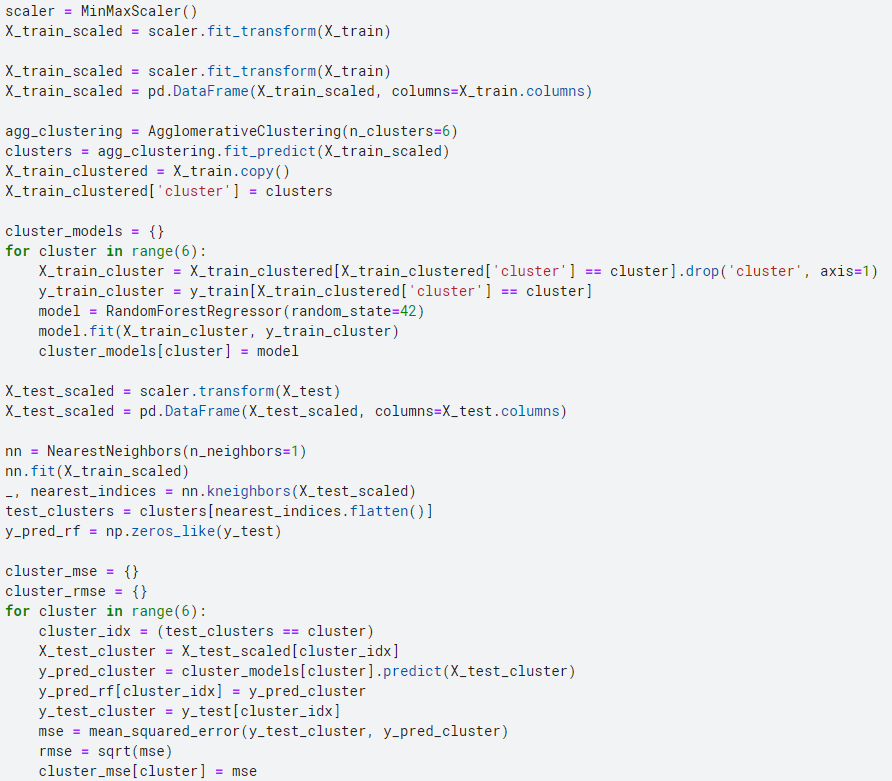 scaler = MinMaxScaler()
X_train_scaled = scaler.fit_transform(X_train)

X_train_scaled = scaler.fit_transform(X_train)
X_train_scaled = pd.DataFrame(X_train_scaled, columns=X_train.columns)

agg_clustering = AgglomerativeClustering(n_clusters=6)
clusters = agg_clustering.fit_predict(X_train_scaled)
X_train_clustered = X_train.copy()
X_train_clustered['cluster'] = clusters

cluster_models = {}
for cluster in range(6):
    X_train_cluster = X_train_clustered[X_train_clustered['cluster'] == cluster].drop('cluster', axis=1)
    y_train_cluster = y_train[X_train_clustered['cluster'] == cluster]
    model = RandomForestRegressor(random_state=42)
    model.fit(X_train_cluster, y_train_cluster)
    cluster_models[cluster] = model

X_test_scaled = scaler.transform(X_test)
X_test_scaled = pd.DataFrame(X_test_scaled, columns=X_test.columns)

nn = NearestNeighbors(n_neighbors=1)
nn.fit(X_train_scaled)
_, nearest_indices = nn.kneighbors(X_test_scaled)
test_clusters = clusters[nearest_indices.flatten()]
y_pred_rf = np.zeros_like(y_test)

cluster_mse = {}
cluster_rmse = {}
for cluster in range(6):
    cluster_idx = (test_clusters == cluster)
    X_test_cluster = X_test_scaled[cluster_idx]
    y_pred_cluster = cluster_models[cluster].predict(X_test_cluster)
    y_pred_rf[cluster_idx] = y_pred_cluster
    y_test_cluster = y_test[cluster_idx]
    mse = mean_squared_error(y_test_cluster, y_pred_cluster)
    rmse = sqrt(mse)
    cluster_mse[cluster] = mse